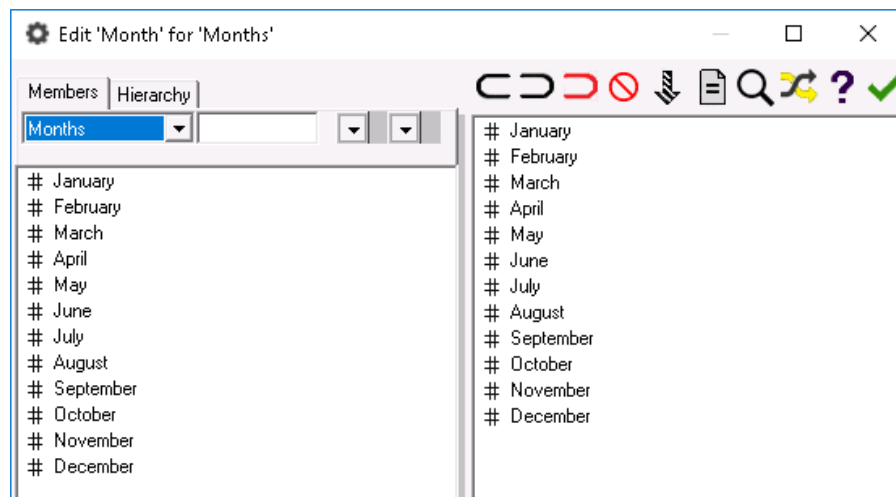 Edit 'Month' for 'Months'
Members Hierarchy
Months
# January
# February
# March
# April
# May
# June
# July
# August
# September
# October
# November
# December
# January
# February
# March
# April
# May
# June
# July
# August
# September
# October
# November
# December